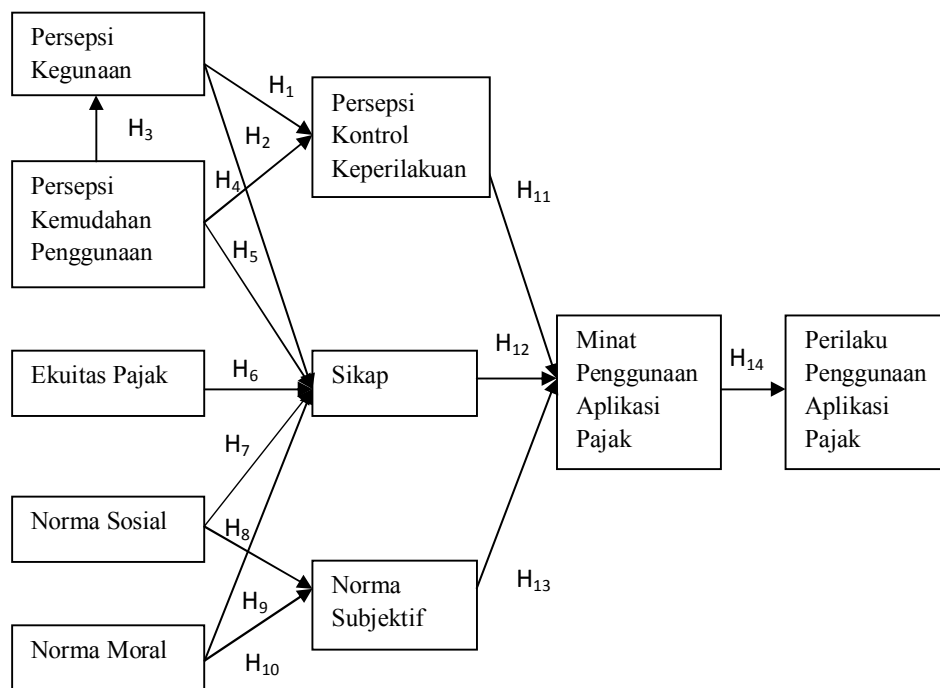 Persepsi
Kegunaan
H₁
H₃
H₂
Persepsi
Kontrol
Keperilakuan
Persepsi
Kemudahan
Penggunaan
H₄
H₅
H₁₁
Ekuitas Pajak
H₆
Sikap
H₁₂
Minat
Penggunaan
Aplikasi
Pajak
H₁₄
Perilaku
Penggunaan
Aplikasi
Pajak
H₇
Norma Sosial
H₈
Norma
Subjektif
H₁₃
H₉
Norma Moral
H₁₀